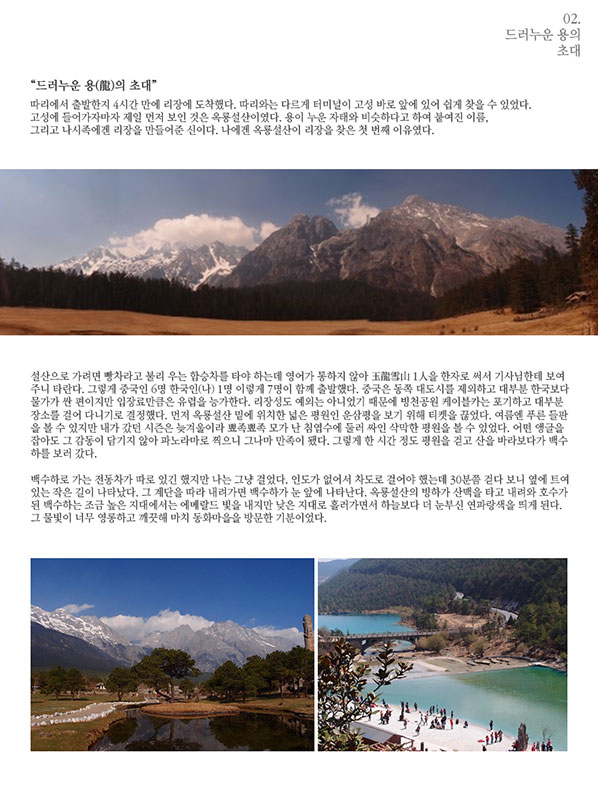 02.
드러누운 용의
초대
“드러누운 용(龍)의 초대”
따리에서 출발한지 4시간 만에 리장에 도착했다. 따리와는 다르게 터미널이 고성 바로 앞에 있어 쉽게 찾을 수 있었다.
고성에 들어가자마자 제일 먼저 보인 것은 옥룡설산이였다. 용이 누운 자태와 비슷하다고 하여 붙여진 이름,
그리고 나시족에겐 리장을 만들어준 신이다. 나에겐 옥룡설산이 리장을 찾은 첫 번째 이유였다.
설산으로 가려면 빵차라고 불리 우는 합승차를 타야 하는데 영어가 통하지 않아 玉龍雪山 1人을 한자로 써서 기사님한테 보여
주니 타란다. 그렇게 중국인 6명 한국인(나) 1명 이렇게 7명이 함께 출발했다. 중국은 동쪽 대도시를 제외하고 대부분 한국보다
물가가 싼 편이지만 입장료만큼은 유럽을 능가한다. 리장성도 예외는 아니었기 때문에 빙천공원 케이블카는 포기하고 대부분
장소를 걸어 다니기로 결정했다. 먼저 옥룡설산 밑에 위치한 넓은 평원인 운삼평을 보기 위해 티켓을 끊었다. 여름엔 푸른 들판
을 볼 수 있지만 내가 갔던 시즌은 늦겨울이라 뾰족뾰족 모가 난 침엽수에 둘러 싸인 삭막한 평원을 볼 수 있었다. 어떤 앵글을
잡아도 그 감동이 담기지 않아 파노라마로 찍으니 그나마 만족이 됐다. 그렇게 한 시간 정도 평원을 걷고 산을 바라보다가 백수
하를 보러 갔다.
백수하로 가는 전동차가 따로 있긴 했지만 나는 그냥 걸었다. 인도가 없어서 차도로 걸어야 했는데 30분쯤 걷다 보니 옆에 트여
있는 작은 길이 나타났다. 그 계단을 따라 내려가면 백수하가 눈 앞에 나타난다. 옥룡설산의 빙하가 산맥을 타고 내려와 호수가
된 백수하는 조금 높은 지대에서는 에메랄드 빛을 내지만 낮은 지대로 흘러가면서 하늘보다 더 눈부신 연파랑색을 띄게 된다.
그 물빛이 너무 영롱하고 깨끗해 마치 동화마을을 방문한 기분이었다.